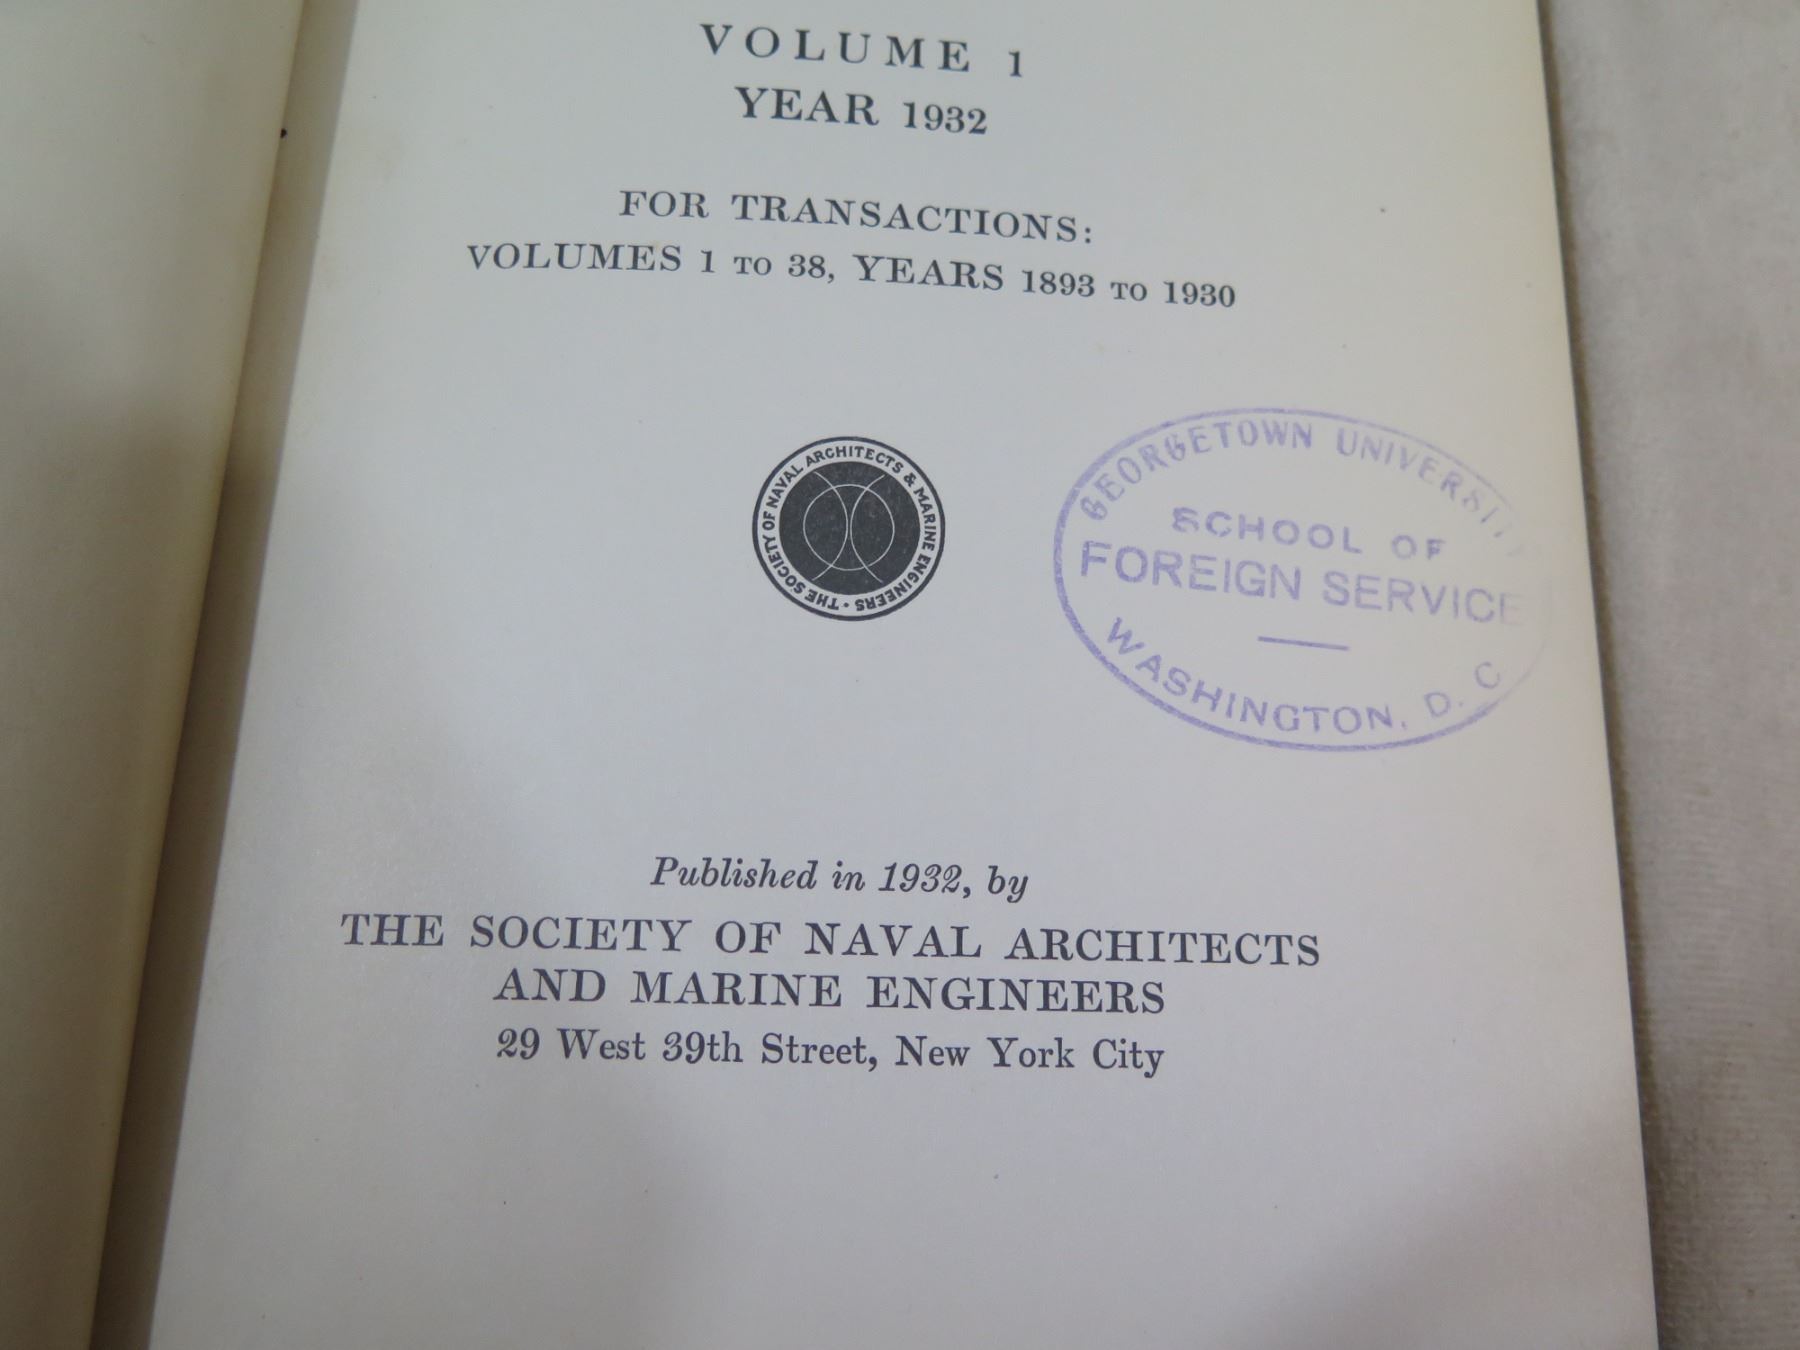 VOLUME 1
YEAR 1932
FOR TRANSACTIONS:
VOLUMES 1 TO 38, YEARS 1893 TO 1930
THE SOCIETY OF NAVAL ARCHITECTS & MARINE ENGINEERS ·
GEORGETOWN UNIVERSITY
SCHOOL OF
FOREIGN SERVICE
WASHINGTON, D. C
Published in 1932, by
THE SOCIETY OF NAVAL ARCHITECTS
AND MARINE ENGINEERS
29 West 39th Street, New York City